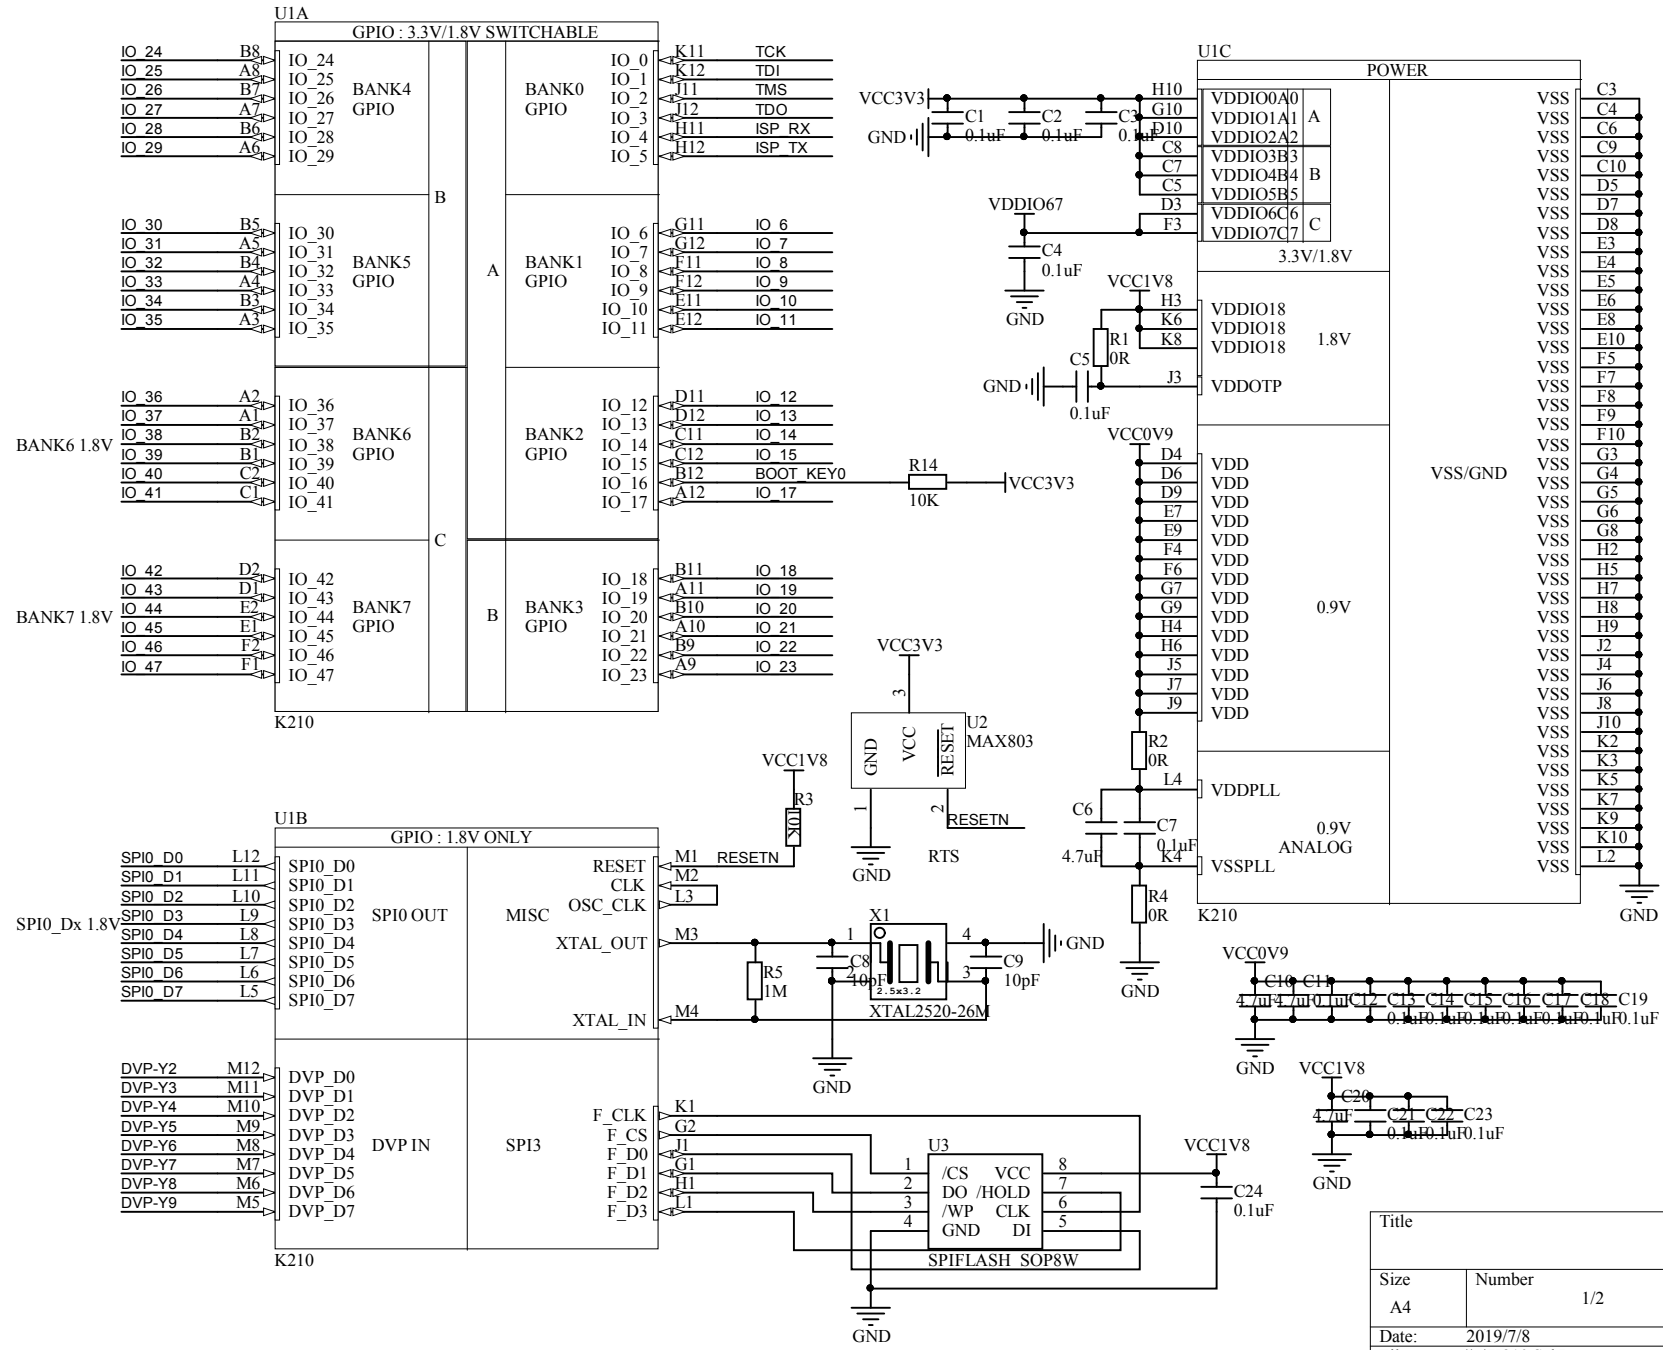 U1A
GPIO : 3.3V/1.8V SWITCHABLE
IO_24 B8 IO_24 IO_0 K11 TCK
IO_25 A8 IO_25 BANK4 BANK0 IO_1 K12 TDI
IO_26 B7 IO_26 GPIO GPIO IO_2 J11 TMS
IO_27 A7 IO_27 IO_3 J12 TDO
IO_28 B6 IO_28 IO_4 H11 ISP_RX
IO_29 A6 IO_29 IO_5 H12 ISP_TX
B
IO_30 B5 IO_30 IO_6 G11 IO_6
IO_31 A5 IO_31 IO_7 G12 IO_7
IO_32 B4 IO_32 BANK5 A BANK1 IO_8 F11 IO_8
IO_33 A4 IO_33 GPIO GPIO IO_9 F12 IO_9
IO_34 B3 IO_34 IO_10 E11 IO_10
IO_35 A3 IO_35 IO_11 E12 IO_11
IO_36 A2 IO_36 IO_12 D11 IO_12
IO_37 A1 IO_37 IO_13 D12 IO_13
BANK6 1.8V IO_38 B2 IO_38 BANK6 BANK2 IO_14 C11 IO_14
IO_39 B1 IO_39 GPIO GPIO IO_15 C12 IO_15
IO_40 C2 IO_40 IO_16 B12 BOOT_KEY0 R14 10K VCC3V3
IO_41 C1 IO_41 IO_17 A12 IO_17
C
IO_42 D2 IO_42 IO_18 B11 IO_18
IO_43 D1 IO_43 IO_19 A11 IO_19
BANK7 1.8V IO_44 E2 IO_44 BANK7 B BANK3 IO_20 B10 IO_20
IO_45 E1 IO_45 GPIO GPIO IO_21 A10 IO_21
IO_46 F2 IO_46 IO_22 B9 IO_22
IO_47 F1 IO_47 IO_23 A9 IO_23
K210
U1C
POWER
VCC3V3 H10 VDDIO0A0
C1 0.1uF C2 0.1uF C3 0.1uF
GND
G10 VDDIO1A1 A
D10 VDDIO2A2
C8 VDDIO3B3
C7 VDDIO4B4 B
C5 VDDIO5B5
VDDIO67 D3 VDDIO6C6
F3 VDDIO7C7 C
C4 0.1uF
GND
3.3V/1.8V
VCC1V8
H3 VDDIO18
K6 VDDIO18 1.8V
K8 VDDIO18
R1 0R
C5 0.1uF
GND J3 VDDOTP
VCC0V9
D4 VDD
D6 VDD
D9 VDD
E7 VDD
E9 VDD
F4 VDD
F6 VDD
G7 VDD
G9 VDD 0.9V
H4 VDD
H6 VDD
J5 VDD
J7 VDD
J9 VDD
R2 0R
L4 VDDPLL
C6 4.7uF C7 0.1uF
0.9V
ANALOG
K4 VSSPLL
R4 0R
GND
K210
VSS/GND
VSS C3
VSS C4
VSS C6
VSS C9
VSS C10
VSS D5
VSS D7
VSS D8
VSS E3
VSS E4
VSS E5
VSS E6
VSS E8
VSS E10
VSS F5
VSS F7
VSS F8
VSS F9
VSS F10
VSS G3
VSS G4
VSS G5
VSS G6
VSS G8
VSS H2
VSS H5
VSS H7
VSS H8
VSS H9
VSS J2
VSS J4
VSS J6
VSS J8
VSS J10
VSS K2
VSS K3
VSS K5
VSS K7
VSS K9
VSS K10
VSS L2
GND
VCC3V3
3
U2
MAX803
GND VCC RESET
1 2
RESETN
GND
RTS
VCC1V8
R3
10K
U1B
GPIO : 1.8V ONLY
SPI0_D0 L12 SPI0_D0 RESET M1 RESETN
SPI0_D1 L11 SPI0_D1 CLK M2
SPI0_D2 L10 SPI0_D2 OSC_CLK L3
SPI0_Dx 1.8V SPI0_D3 L9 SPI0_D3 SPI0 OUT MISC
SPI0_D4 L8 SPI0_D4 XTAL_OUT M3
SPI0_D5 L7 SPI0_D5
SPI0_D6 L6 SPI0_D6
SPI0_D7 L5 SPI0_D7
XTAL_IN M4
R5 1M
C8 10pF
X1
1 4
2 3
2.5x3.2
XTAL2520-26M
C9 10pF
GND
GND
DVP-Y2 M12 DVP_D0
DVP-Y3 M11 DVP_D1
DVP-Y4 M10 DVP_D2 F_CLK K1
DVP-Y5 M9 DVP_D3 F_CS G2
DVP-Y6 M8 DVP_D4 DVP IN SPI3 F_D0 J1
DVP-Y7 M7 DVP_D5 F_D1 G1
DVP-Y8 M6 DVP_D6 F_D2 H1
DVP-Y9 M5 DVP_D7 F_D3 L1
K210
U3
1 /CS VCC 8
2 DO /HOLD 7
3 /WP CLK 6
4 GND DI 5
SPIFLASH_SOP8W
GND
VCC1V8
C24
0.1uF
VCC0V9
C10 C11 C12 C13 C14 C15 C16 C17 C18 C19
4.7uF 4.7uF 0.1uF 0.1uF 0.1uF 0.1uF 0.1uF 0.1uF 0.1uF 0.1uF
GND
VCC1V8
C20 C21 C22 C23
4.7uF 0.1uF 0.1uF 0.1uF
GND
Title
Size Number
A4 1/2
Date: 2019/7/8